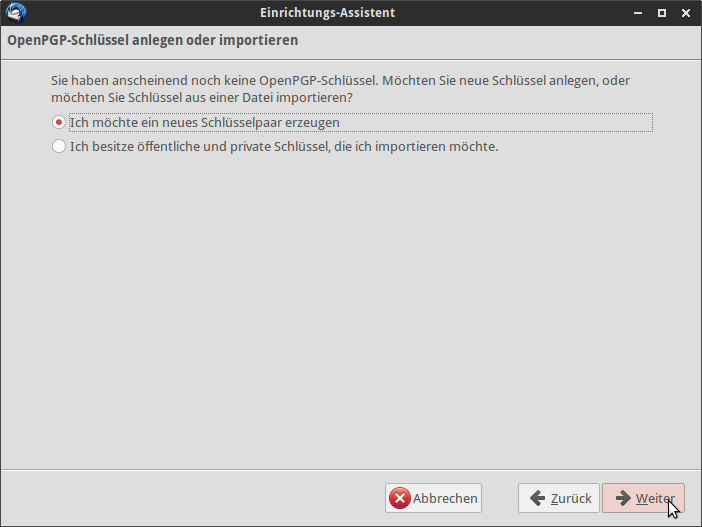 Einrichtungs-Assistent
OpenPGP-Schlüssel anlegen oder importieren
Sie haben anscheinend noch keine OpenPGP-Schlüssel. Möchten Sie neue Schlüssel anlegen, oder
möchten Sie Schlüssel aus einer Datei importieren?
Ich möchte ein neues Schlüsselpaar erzeugen
Ich besitze öffentliche und private Schlüssel, die ich importieren möchte.
Abbrechen
Zurück
Weiter